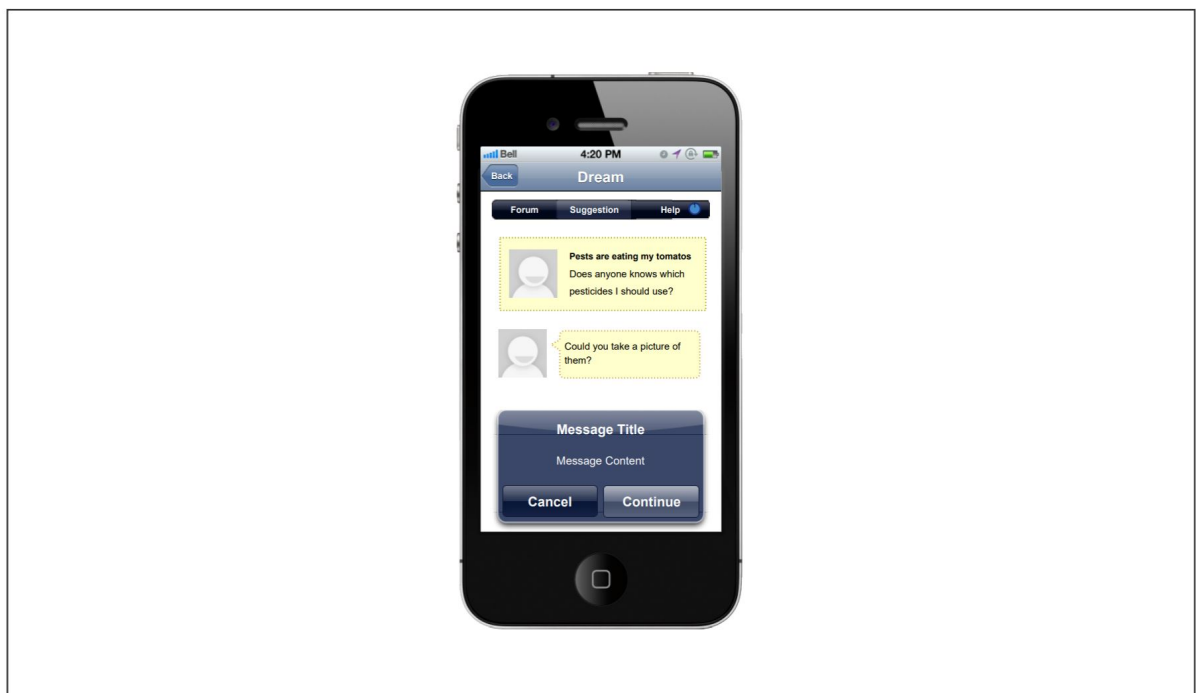 Bell 4:20 PM
Back Dream
Forum Suggestion Help
Pests are eating my tomatos
Does anyone knows which
pesticides I should use?
Could you take a picture of
them?
Message Title
Message Content
Cancel Continue